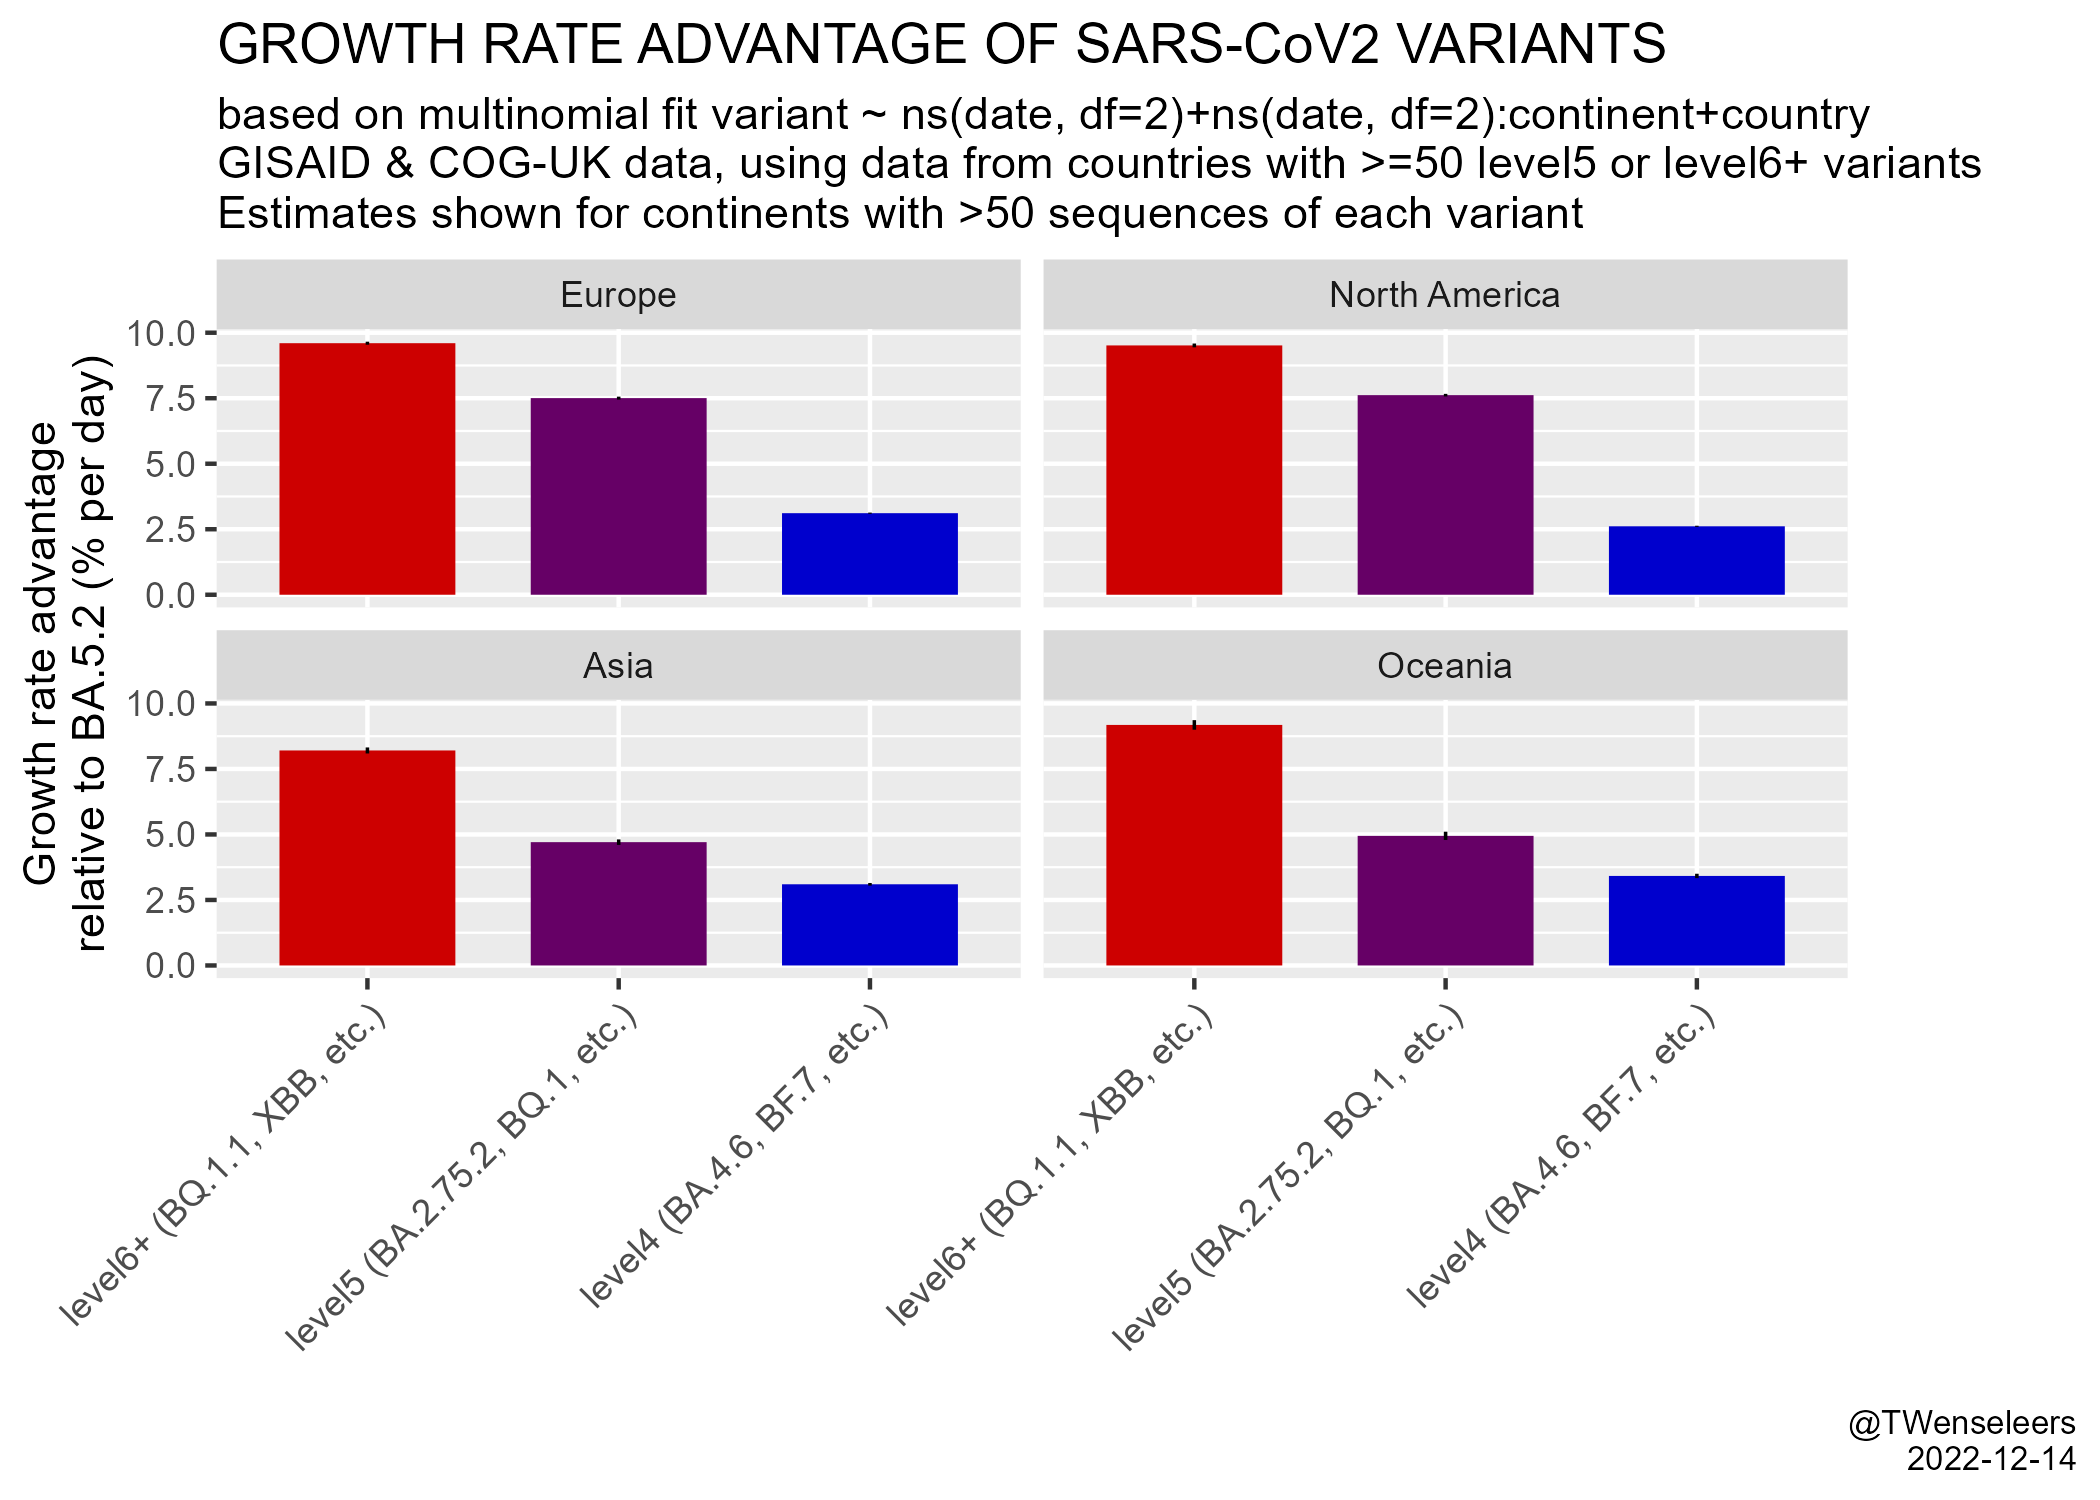 GROWTH RATE ADVANTAGE OF SARS-CoV2 VARIANTS
based on multinomial fit variant ~ ns(date, df=2)+ns(date, df=2):continent+country
GISAID & COG-UK data, using data from countries with >=50 level5 or level6+ variants
Estimates shown for continents with >50 sequences of each variant
Growth rate advantage
relative to BA.5.2 (% per day)
Europe
North America
10.0
7.5
5.0
2.5
0.0
Asia
Oceania
10.0
7.5
5.0
2.5
0.0
level6+ (BQ.1.1, XBB, etc.)
level5 (BA.2.75.2, BQ.1, etc.)
level4 (BA.4.6, BF.7, etc.)
level6+ (BQ.1.1, XBB, etc.)
level5 (BA.2.75.2, BQ.1, etc.)
level4 (BA.4.6, BF.7, etc.)
@TWenseleers
2022-12-14